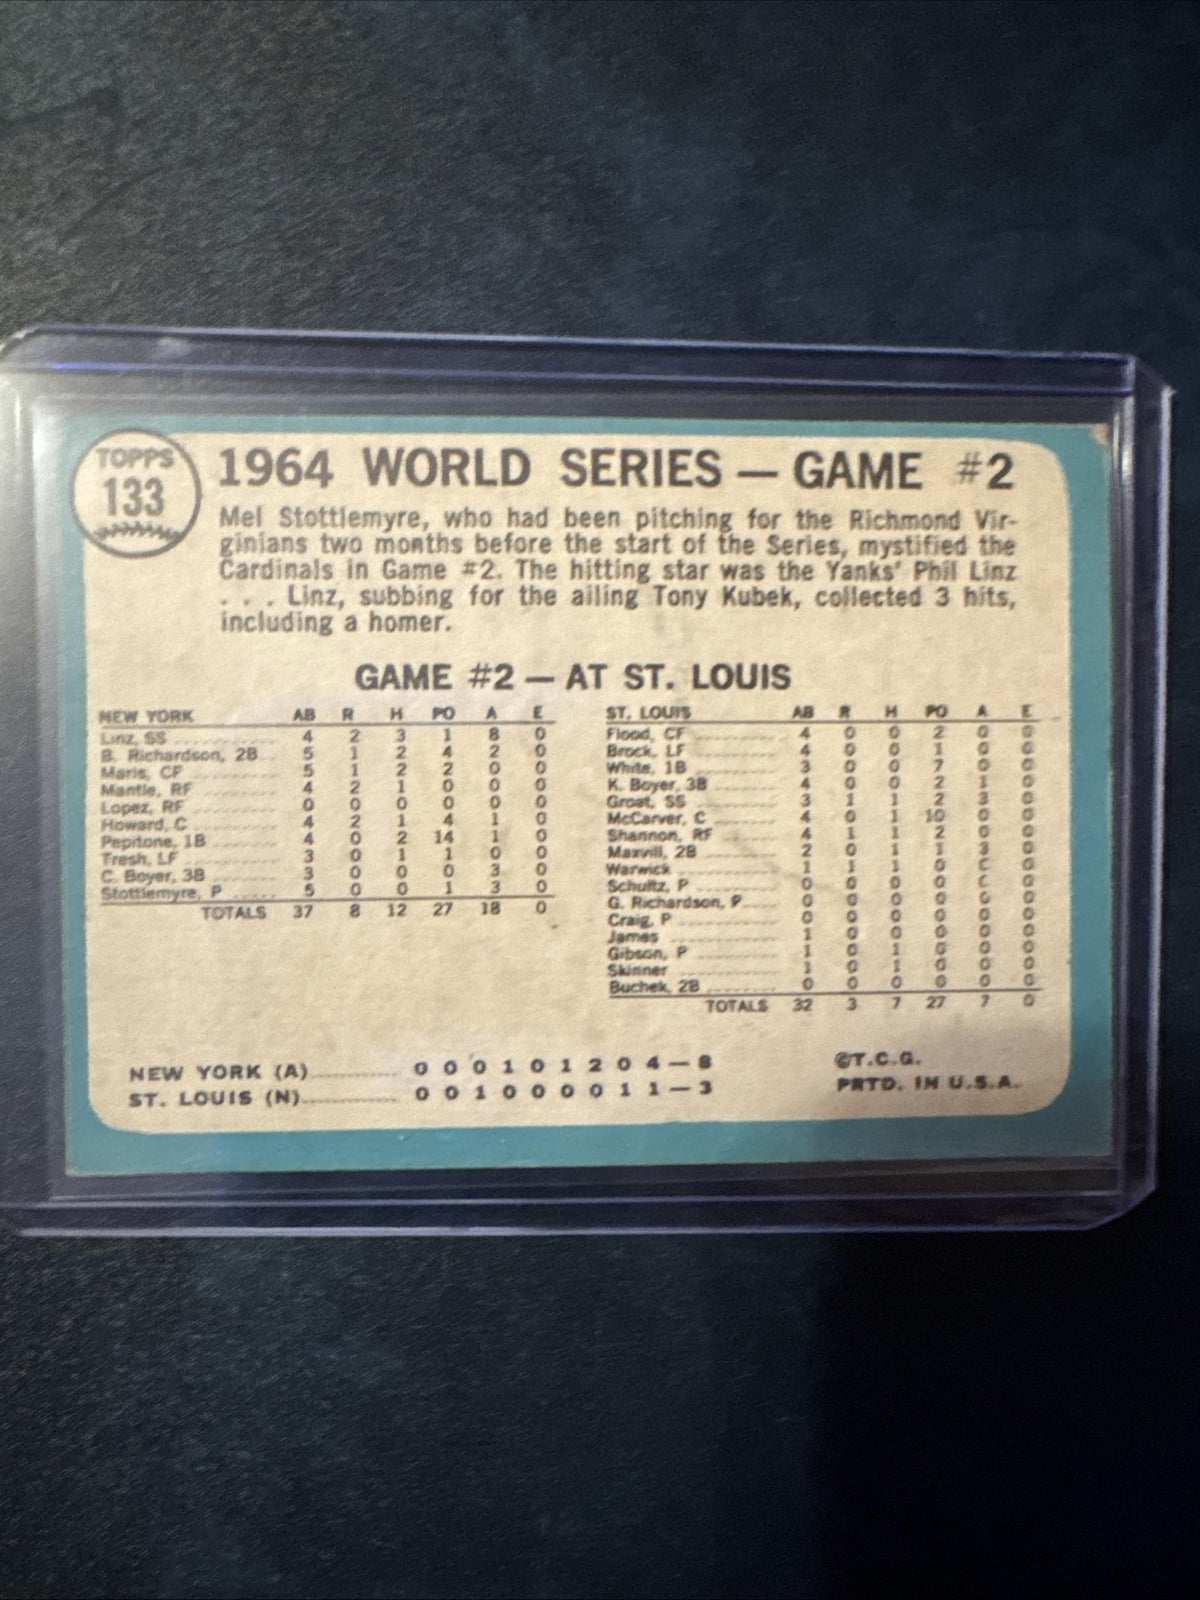 TOPPS
133
1964 WORLD SERIES — GAME #2
Mel Stottlemyre, who had been pitching for the Richmond Vir-
ginians two months before the start of the Series, mystified the
Cardinals in Game #2. The hitting star was the Yanks' Phil Linz
. . . Linz, subbing for the ailing Tony Kubek, collected 3 hits,
including a homer.
GAME #2 — AT ST. LOUIS
NEW YORK AB R H PO A E
Linz, SS 4 2 3 1 8 0
B. Richardson, 2B 5 1 2 4 2 0
Maris, CF 5 1 2 2 0 0
Mantle, RF 4 2 1 0 0 0
Lopez, RF 0 0 0 0 0 0
Howard, C 4 2 1 4 1 0
Pepitone, 1B 4 0 2 14 1 0
Tresh, LF 3 0 1 1 0 0
C. Boyer, 3B 3 0 0 0 3 0
Stottlemyre, P 5 0 0 1 3 0
TOTALS 37 8 12 27 18 0
ST. LOUIS AB R H PO A E
Flood, CF 4 0 0 2 0 0
Brock, LF 4 0 0 1 0 0
White, 1B 3 0 0 7 0 0
K. Boyer, 3B 4 0 0 2 1 0
Groat, SS 3 1 1 2 3 0
McCarver, C 4 0 1 10 0 0
Shannon, RF 4 1 1 2 0 0
Maxvill, 2B 2 0 1 1 3 0
Warwick 1 1 1 0 0 0
Schultz, P 0 0 0 0 0 0
G. Richardson, P 0 0 0 0 0 0
Craig, P 0 0 0 0 0 0
James 1 0 0 0 0 0
Gibson, P 1 0 1 0 0 0
Skinner 1 0 1 0 0 0
Buchek, 2B 0 0 0 0 0 0
TOTALS 32 3 7 27 7 0
NEW YORK (A) 0 0 0 1 0 1 2 0 4 — 8
ST. LOUIS (N) 0 0 1 0 0 0 0 1 1 — 3
©T.C.G.
PRTD. IN U.S.A.